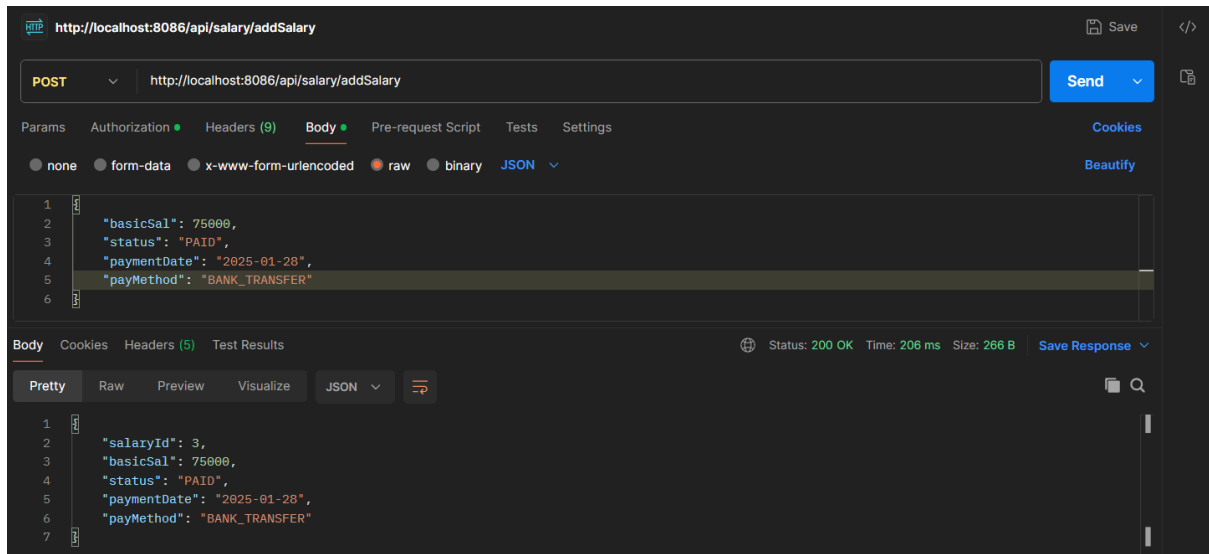 HTTP http://localhost:8086/api/salary/addSalary Save </>
POST http://localhost:8086/api/salary/addSalary Send
Params Authorization Headers (9) Body Pre-request Script Tests Settings Cookies
none form-data x-www-form-urlencoded raw binary JSON Beautify
1 {
2 "basicSal": 75000,
3 "status": "PAID",
4 "paymentDate": "2025-01-28",
5 "payMethod": "BANK_TRANSFER"
6 }
Body Cookies Headers (5) Test Results Status: 200 OK Time: 206 ms Size: 266 B Save Response
Pretty Raw Preview Visualize JSON
1 {
2 "salaryId": 3,
3 "basicSal": 75000,
4 "status": "PAID",
5 "paymentDate": "2025-01-28",
6 "payMethod": "BANK_TRANSFER"
7 }